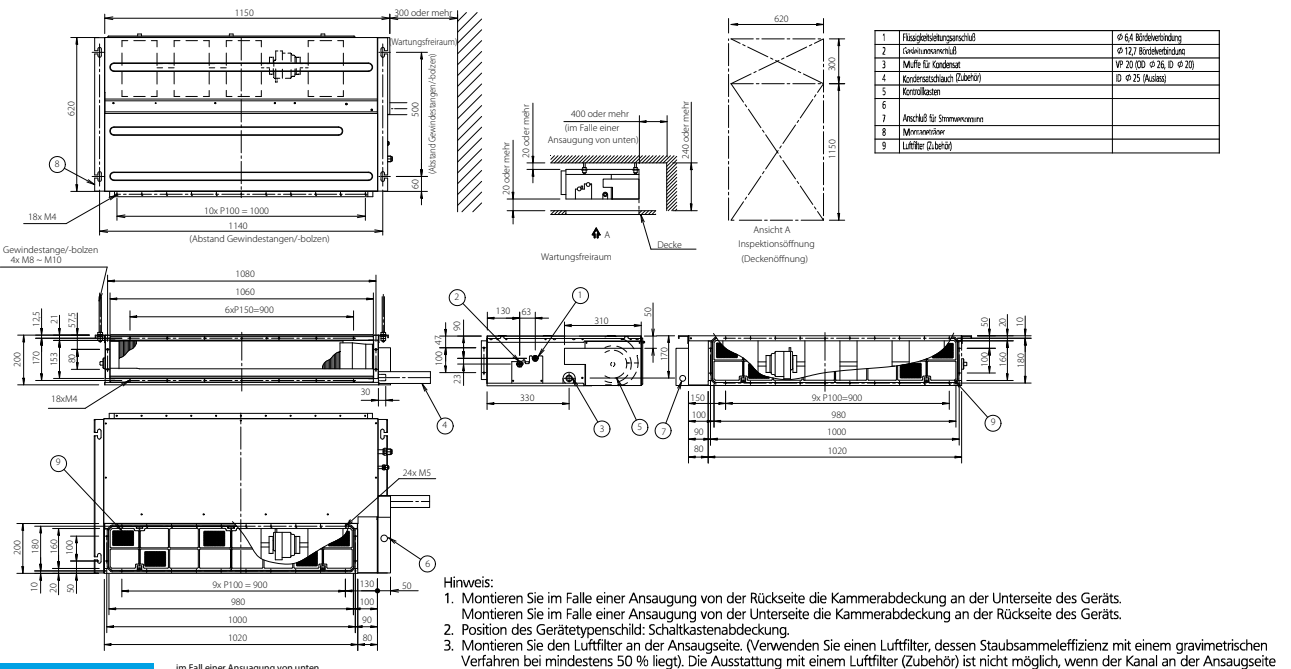 1150
300 oder mehr
(Wartungsfreiraum)
620
500
(Abstand Gewindestangen/-bolzen)
60
8
18x M4
10x P100 = 1000
1140
(Abstand Gewindestangen/-bolzen)
400 oder mehr
(im Falle einer
Ansaugung von unten)
20 oder mehr
20 oder mehr
240 oder mehr
A
Decke
Wartungsfreiraum
620
300
1150
Ansicht A
Inspektionsöffnung
(Deckenöffnung)
1 Flüssigkeitsleitungsanschluß Φ 6,4 Bördelverbindung
2 Gasleitungsanschluß Φ 12,7 Bördelverbindung
3 Muffe für Kondensat VP 20 (OD Φ 26, ID Φ 20)
4 Kondensatschlauch (Zubehör) ID Φ 25 (Auslass)
5 Kontrollkasten
6
7 Anschluß für Stromversorgung
8 Montageträger
9 Luftfilter (Zubehör)
Gewindestange/-bolzen
4x M8 ~ M10
1080
1060
6xP150=900
12,5
21
57,5
200
170
153
80
18xM4
30
4
2
1
130
63
310
50
90
47
100
23
170
330
3
5
7
50
20
10
100
160
180
150
9x P100=900
100
980
90
1000
80
1020
9
9
24x M5
200
180
160
100
10
20
50
6
9x P100 = 900
130
50
980
100
1000
90
1020
80
im Fall einer Ansuagung von unten
Hinweis:
1. Montieren Sie im Falle einer Ansaugung von der Rückseite die Kammerabdeckung an der Unterseite des Geräts.
Montieren Sie im Falle einer Ansaugung von der Unterseite die Kammerabdeckung an der Rückseite des Geräts.
2. Position des Gerätetypenschild: Schaltkastenabdeckung.
3. Montieren Sie den Luftfilter an der Ansaugseite. (Verwenden Sie einen Luftfilter, dessen Staubsammeleffizienz mit einem gravimetrischen
Verfahren bei mindestens 50 % liegt). Die Ausstattung mit einem Luftfilter (Zubehör) ist nicht möglich, wenn der Kanal an der Ansaugseite